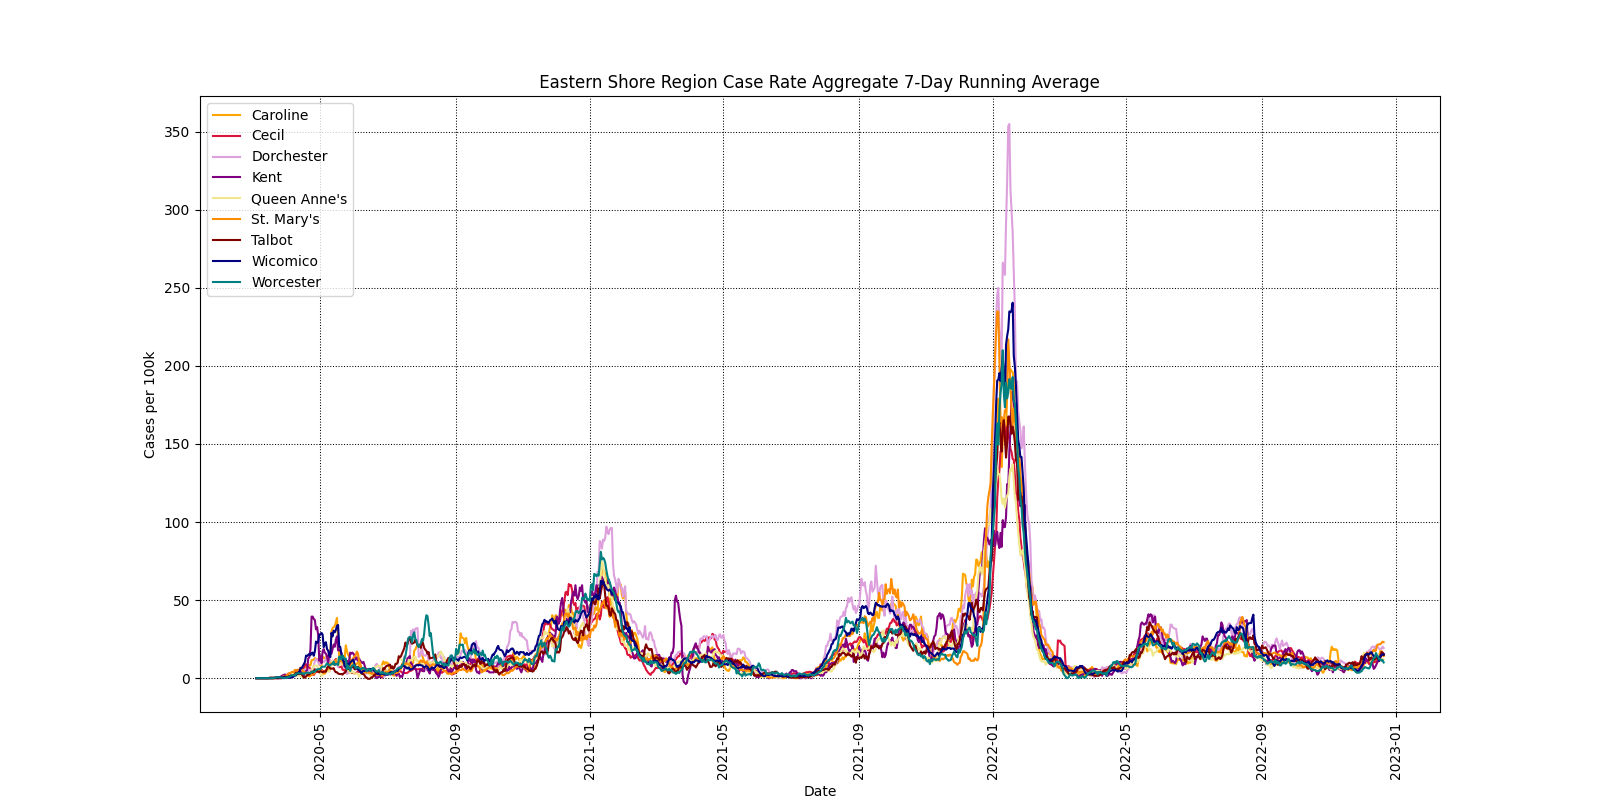 Eastern Shore Region Case Rate Aggregate 7-Day Running Average
Caroline
Cecil
Dorchester
Kent
Queen Anne's
St. Mary's
Talbot
Wicomico
Worcester
350
300
250
200
150
100
50
0
Cases per 100k
2020-05
2020-09
2021-01
2021-05
2021-09
2022-01
2022-05
2022-09
2023-01
Date